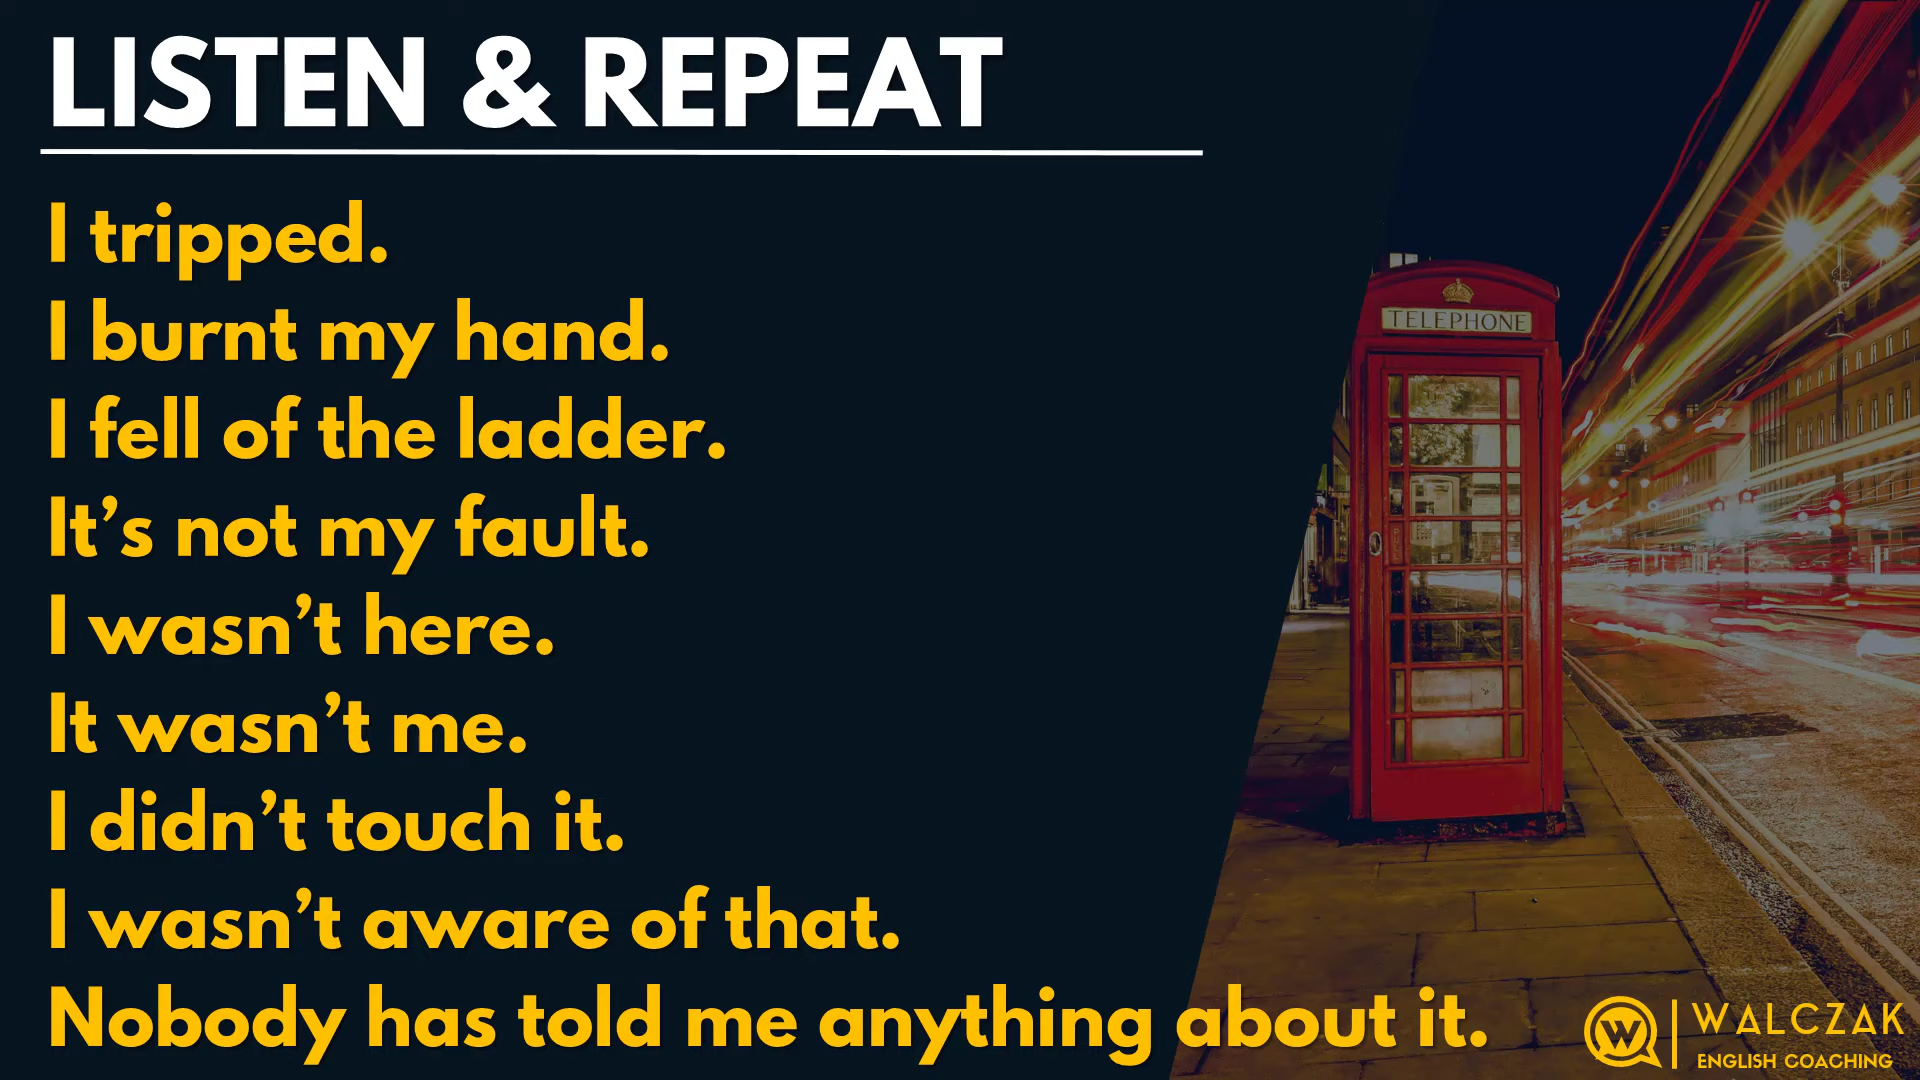 LISTEN & REPEAT
I tripped.
I burnt my hand.
I fell of the ladder.
It’s not my fault.
I wasn’t here.
It wasn’t me.
I didn’t touch it.
I wasn’t aware of that.
Nobody has told me anything about it.
TELEPHONE
W
WALCZAK
ENGLISH COACHING